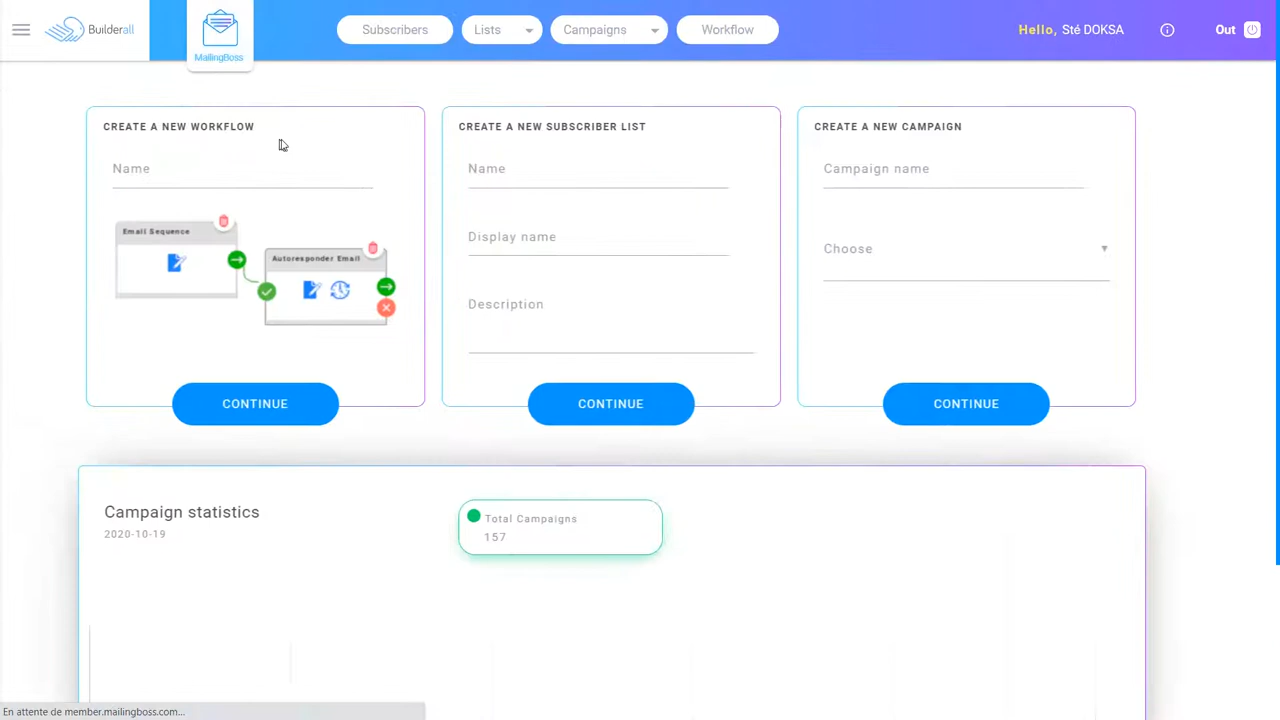 Builderall
MailingBoss
Subscribers
Lists
Campaigns
Workflow
Hello, Sté DOKSA
Out
CREATE A NEW WORKFLOW
Name
Email Sequence
Autoresponder Email
CONTINUE
CREATE A NEW SUBSCRIBER LIST
Name
Display name
Description
CONTINUE
CREATE A NEW CAMPAIGN
Campaign name
Choose
CONTINUE
Campaign statistics
2020-10-19
Total Campaigns
157
En attente de member.mailingboss.com...